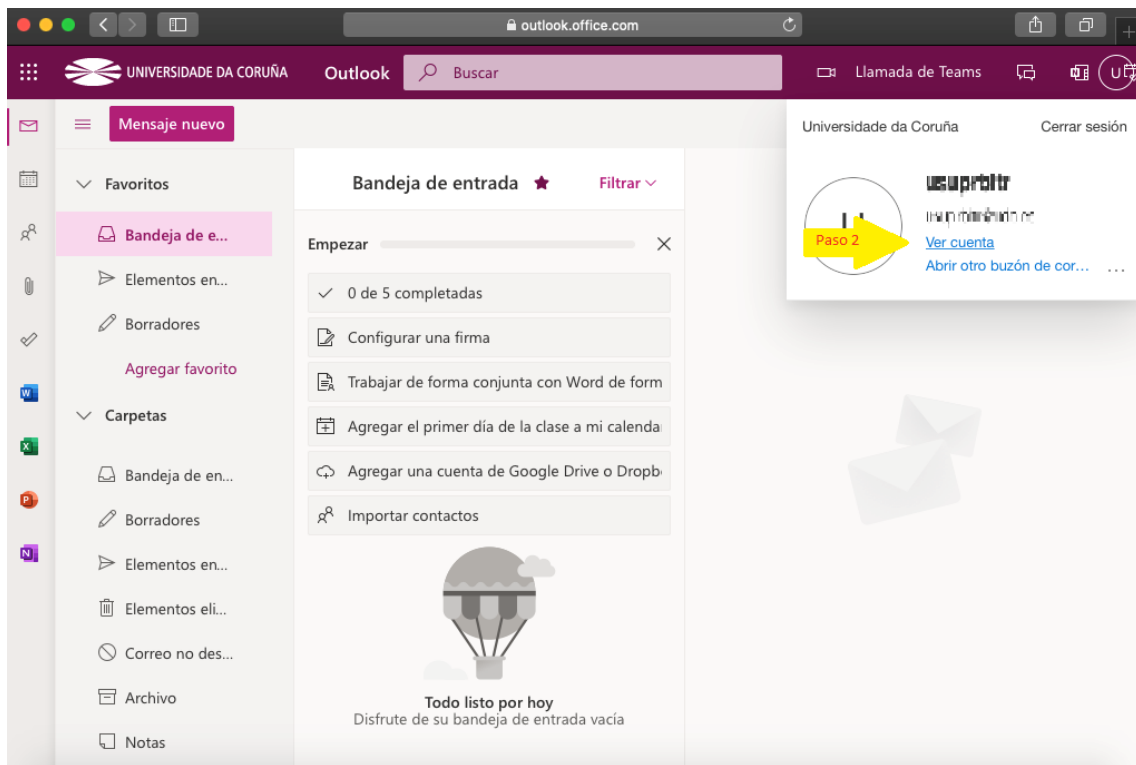 outlook.office.com
UNIVERSIDADE DA CORUÑA
Outlook
Buscar
Llamada de Teams
U
Mensaje nuevo
Universidade da Coruña
Cerrar sesión
Paso 2
Ver cuenta
Abrir otro buzón de cor...
...
Favoritos
Bandeja de e...
Elementos en...
Borradores
Agregar favorito
Carpetas
Bandeja de en...
Borradores
Elementos en...
Elementos eli...
Correo no des...
Archivo
Notas
Bandeja de entrada
Filtrar
Empezar
0 de 5 completadas
Configurar una firma
Trabajar de forma conjunta con Word de form
Agregar el primer día de la clase a mi calenda
Agregar una cuenta de Google Drive o Dropb
Importar contactos
Todo listo por hoy
Disfrute de su bandeja de entrada vacía